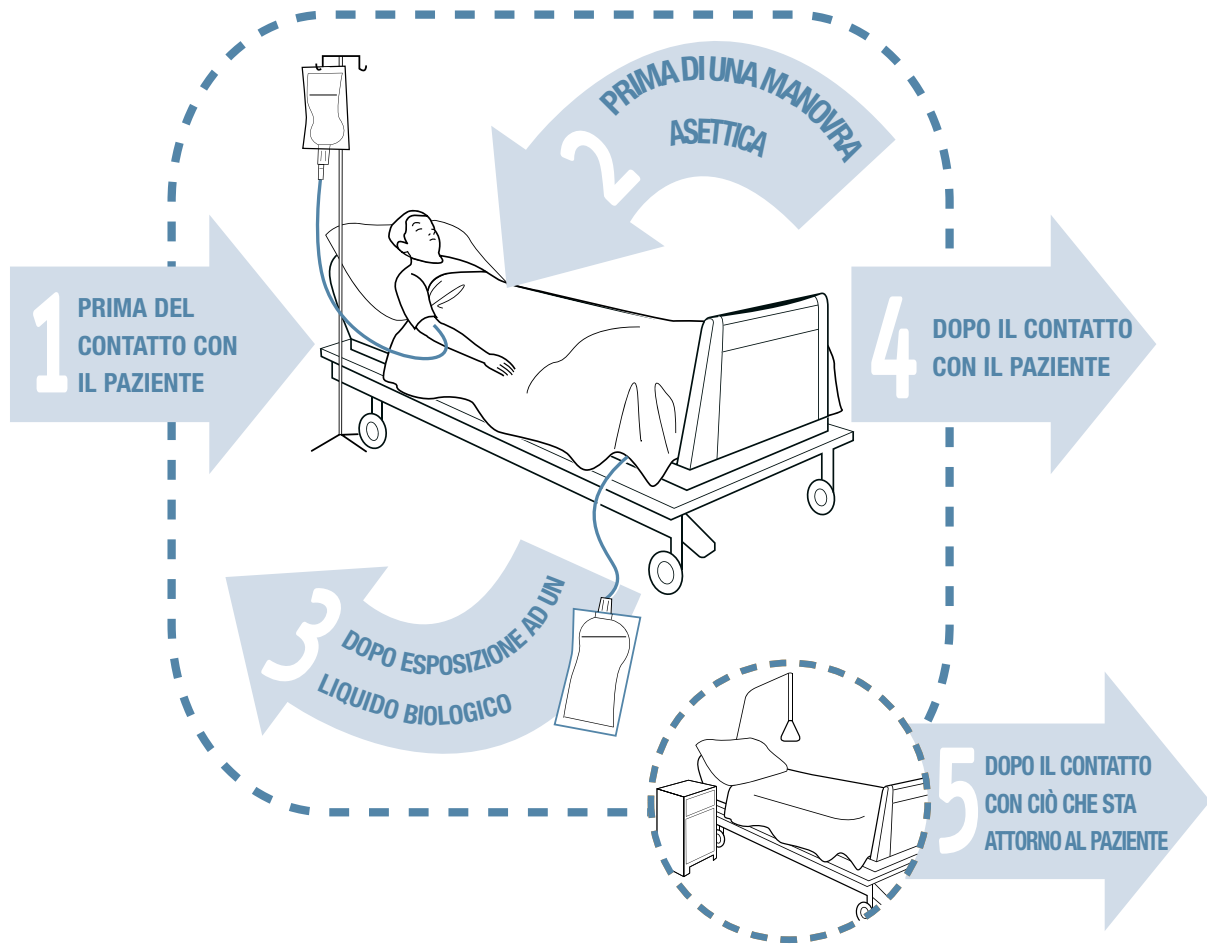 1
PRIMA DEL
CONTATTO CON
IL PAZIENTE
2
PRIMA DI UNA MANOVRA
ASETTICA
3
DOPO ESPOSIZIONE AD UN
LIQUIDO BIOLOGICO
4
DOPO IL CONTATTO
CON IL PAZIENTE
5
DOPO IL CONTATTO
CON CIÒ CHE STA
ATTORNO AL PAZIENTE